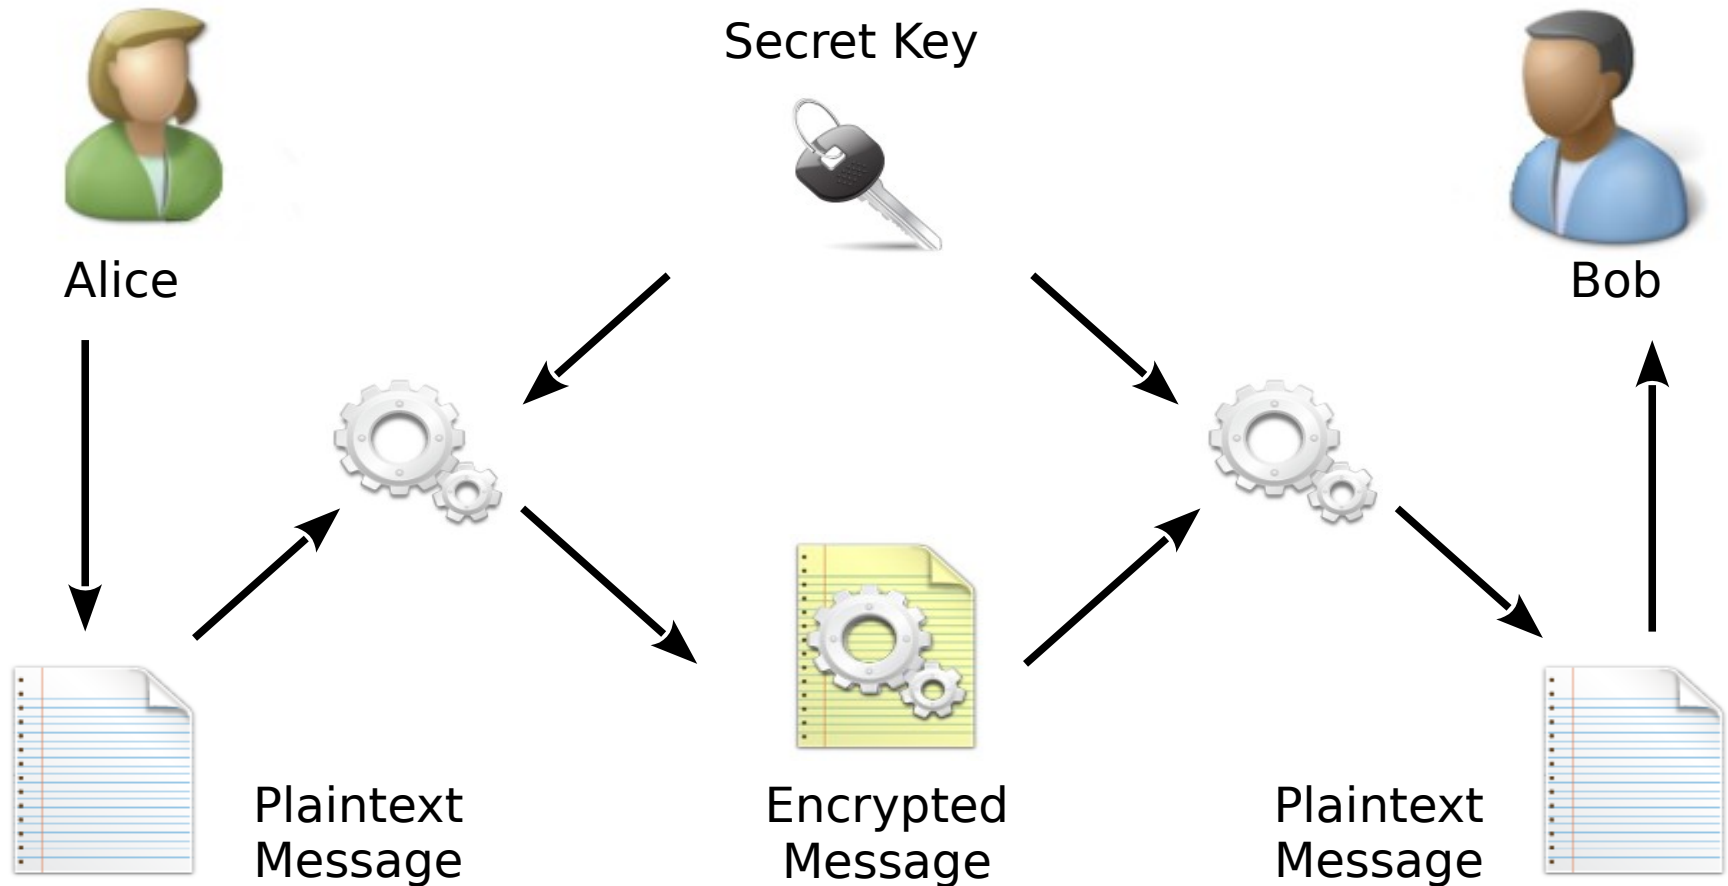 Secret Key
Alice
Bob
Plaintext
Message
Encrypted
Message
Plaintext
Message